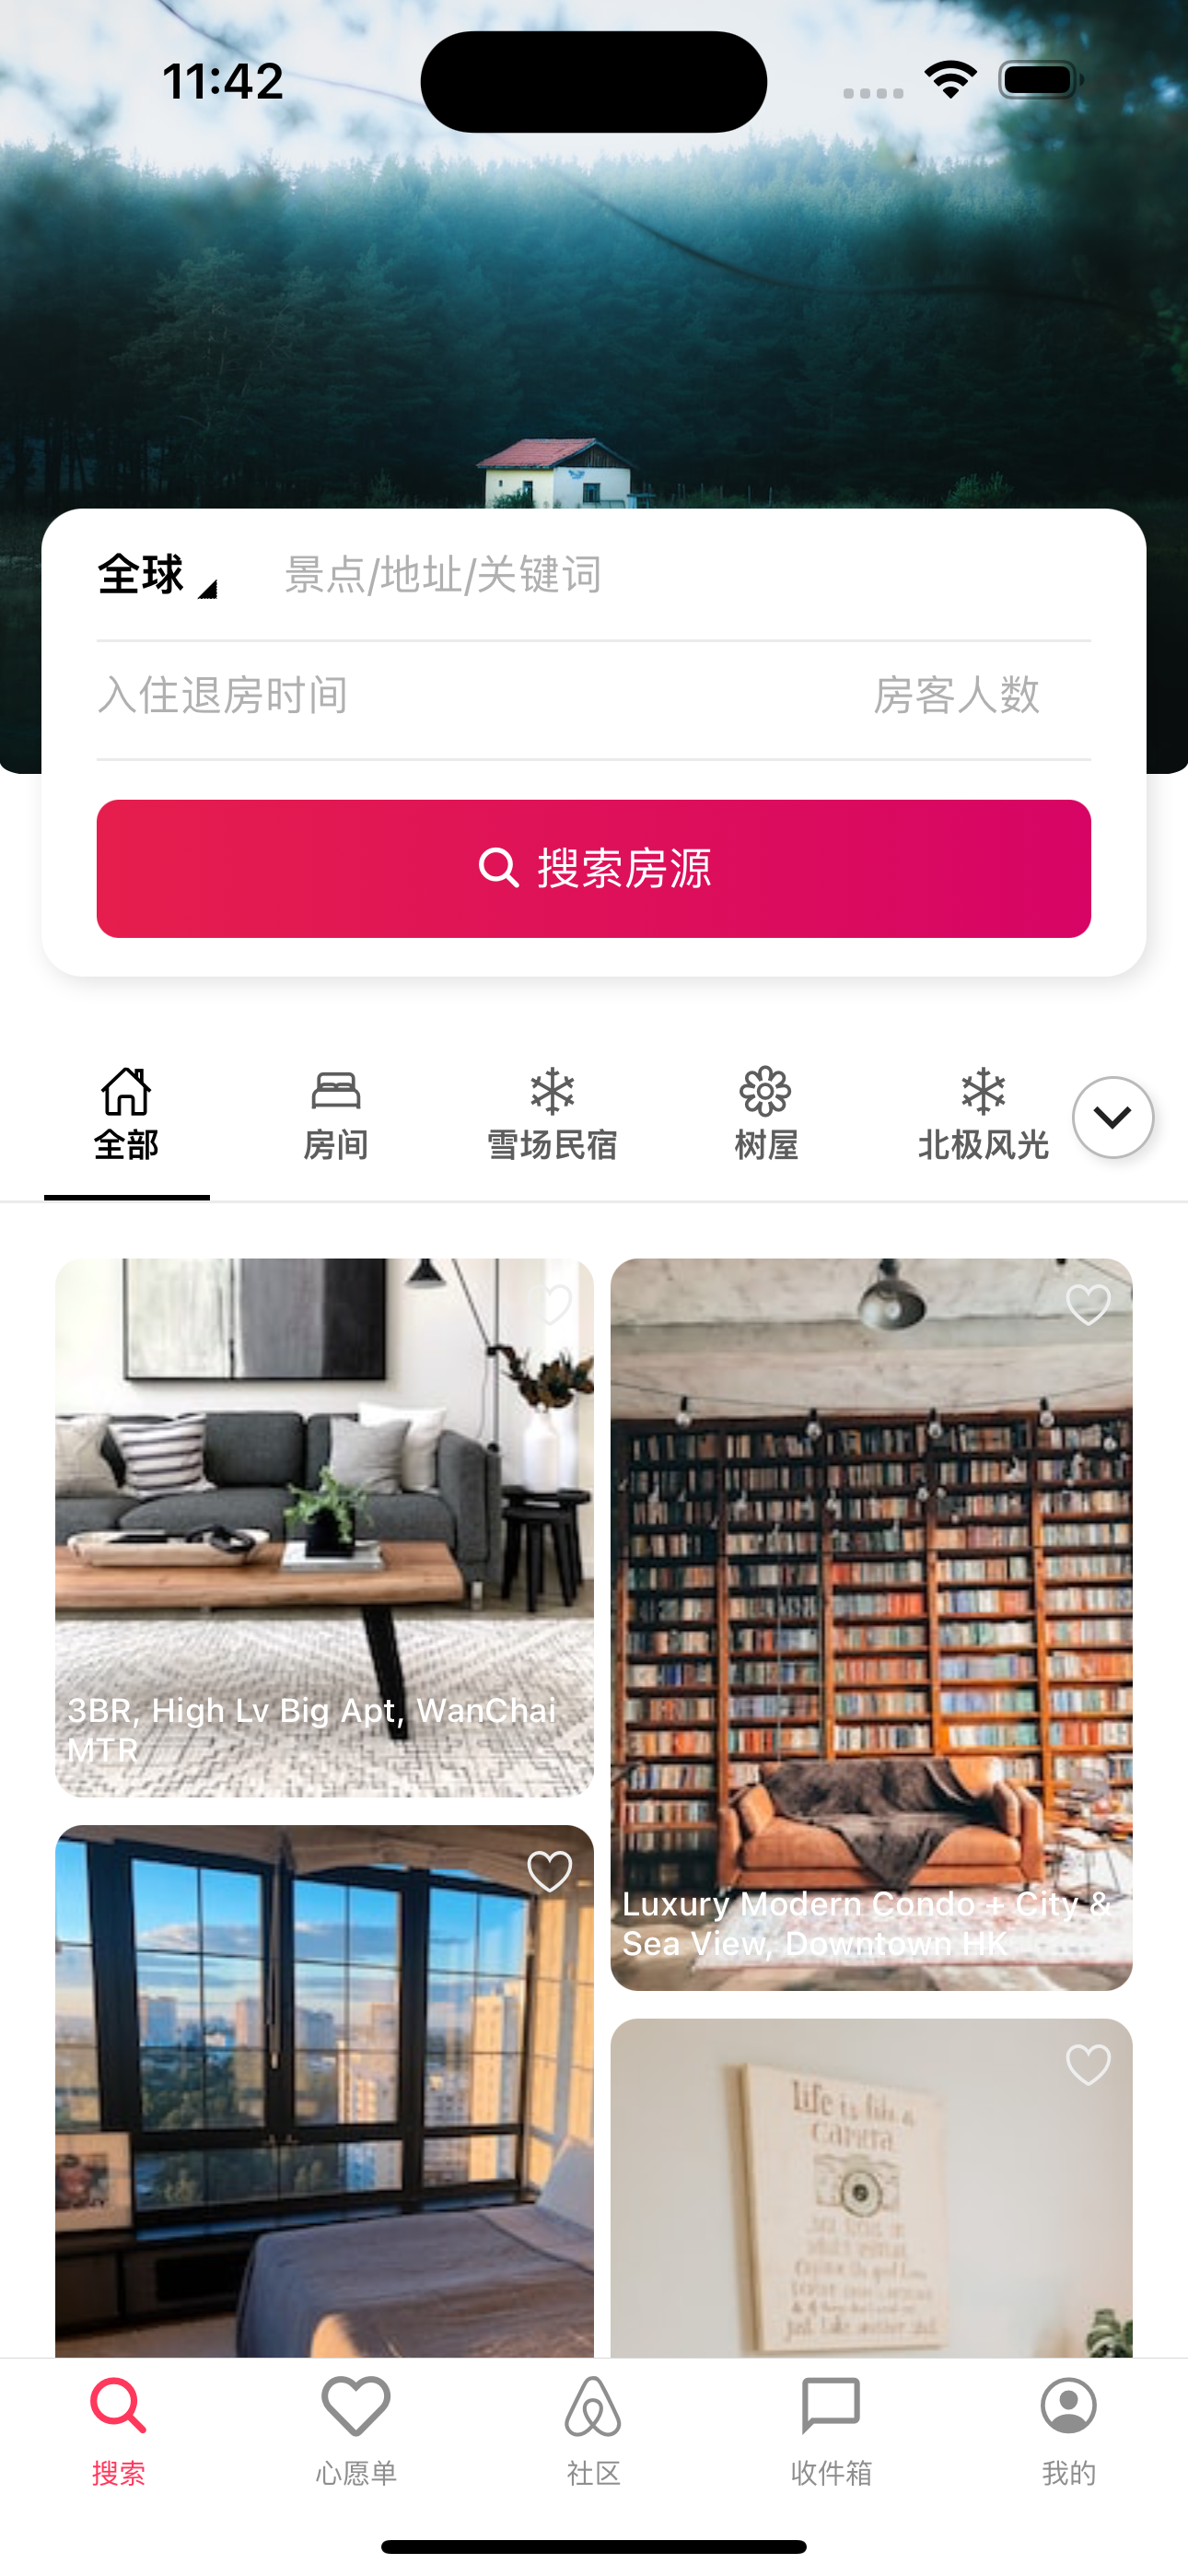 11:42
全球 景点/地址/关键词
入住退房时间 房客人数
搜索房源
全部 房间 雪场民宿 树屋 北极风光
3BR, High Lv Big Apt, WanChai
MTR
Luxury Modern Condo + City &
Sea View, Downtown HK
life is like a
camera
搜索 心愿单 社区 收件箱 我的